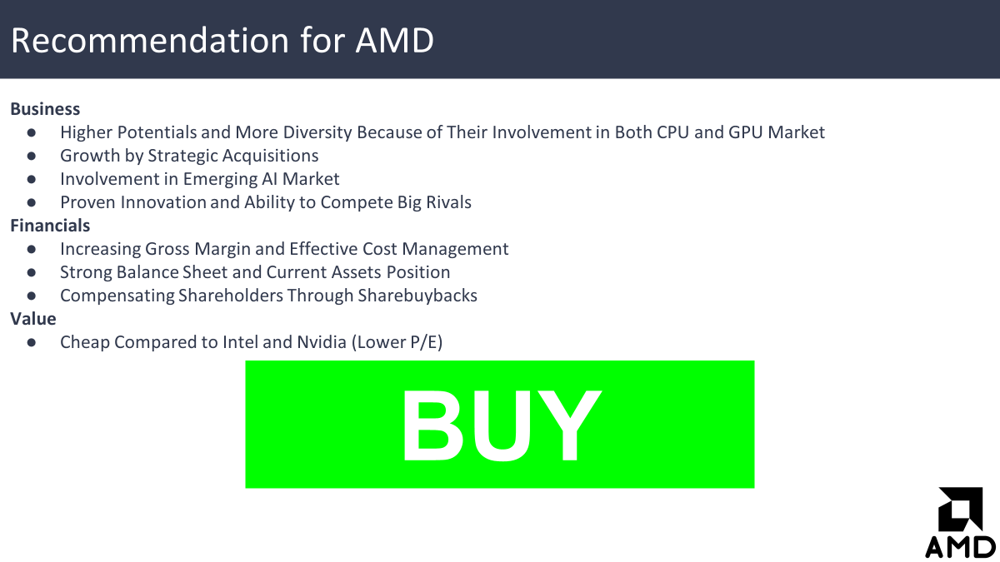 Recommendation for AMD
Business
● Higher Potentials and More Diversity Because of Their Involvement in Both CPU and GPU Market
● Growth by Strategic Acquisitions
● Involvement in Emerging AI Market
● Proven Innovation and Ability to Compete Big Rivals
Financials
● Increasing Gross Margin and Effective Cost Management
● Strong Balance Sheet and Current Assets Position
● Compensating Shareholders Through Sharebuybacks
Value
● Cheap Compared to Intel and Nvidia (Lower P/E)
BUY
AMD